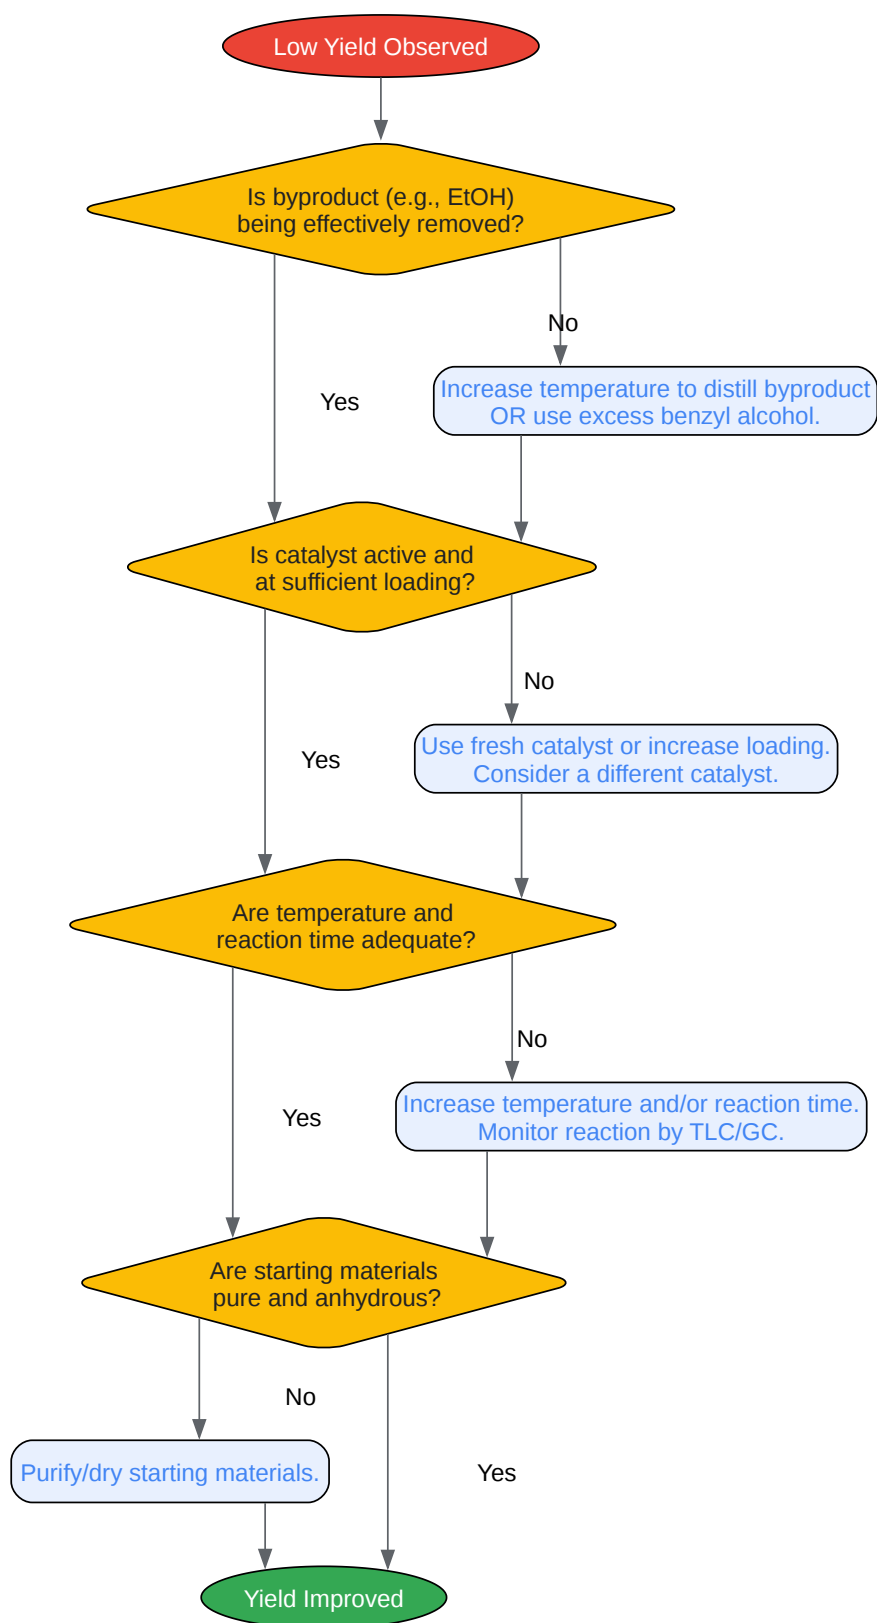 Low Yield Observed
Is byproduct (e.g., EtOH)
being effectively removed?
No
Increase temperature to distill byproduct
OR use excess benzyl alcohol.
Yes
Is catalyst active and
at sufficient loading?
No
Use fresh catalyst or increase loading.
Consider a different catalyst.
Yes
Are temperature and
reaction time adequate?
No
Increase temperature and/or reaction time.
Monitor reaction by TLC/GC.
Yes
Are starting materials
pure and anhydrous?
No
Purify/dry starting materials.
Yes
Yield Improved